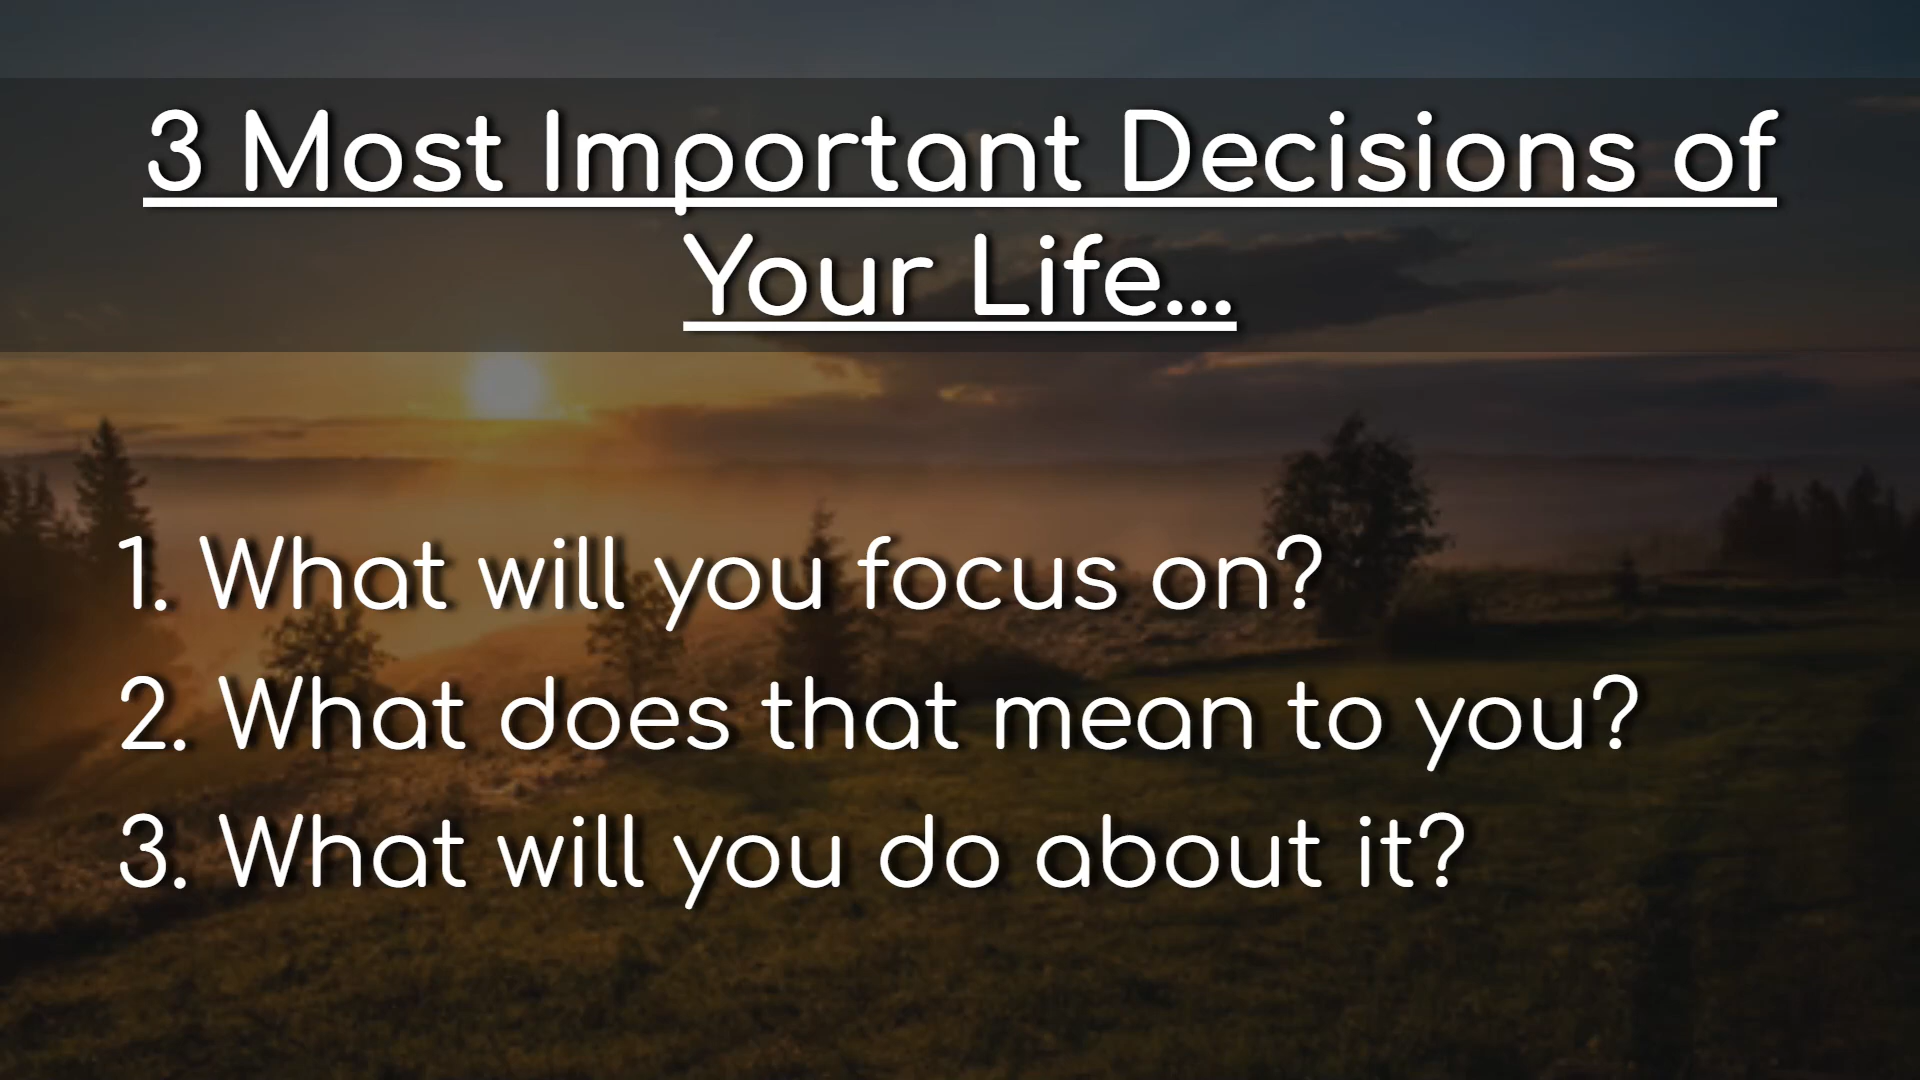 3 Most Important Decisions of
Your Life...
1. What will you focus on?
2. What does that mean to you?
3. What will you do about it?